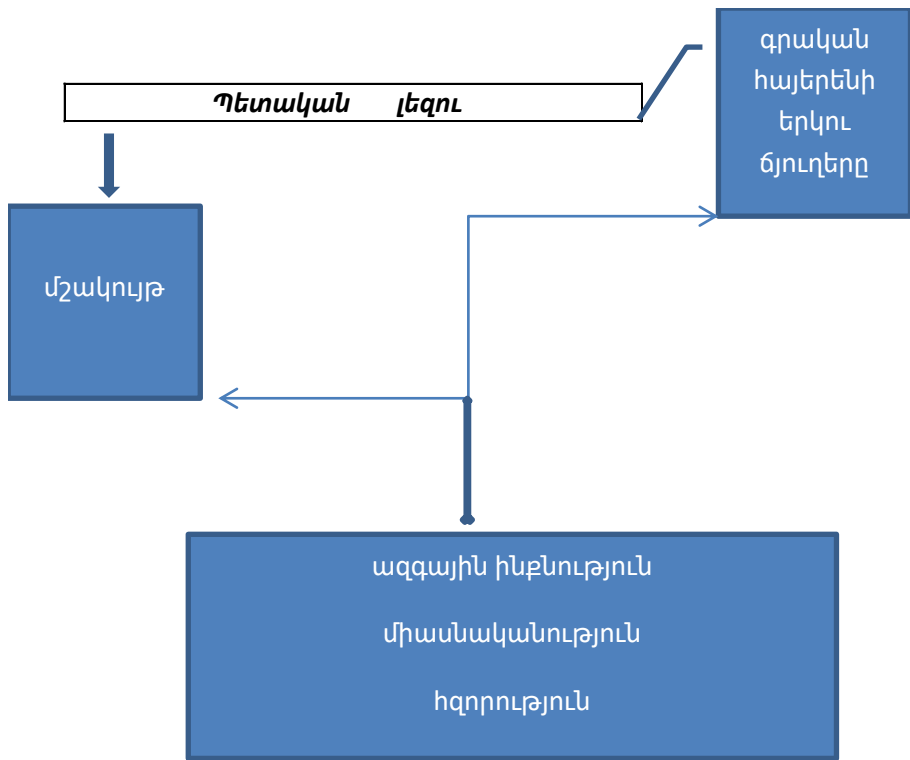 Պետական լեզու
գրական
հայերենի
երկու
ճյուղերը
մշակույթ
ազգային ինքնություն
միասնականություն
հզորություն